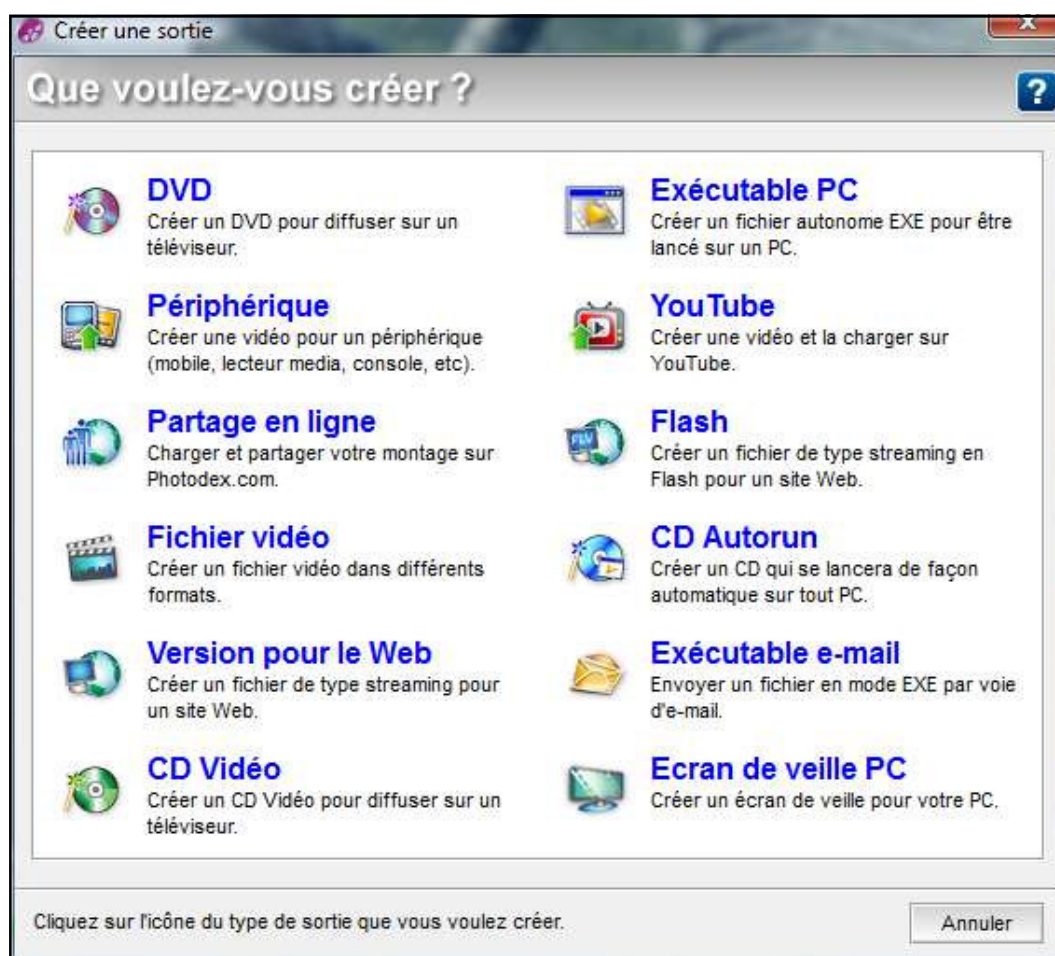 Créer une sortie
Que voulez-vous créer ?
DVD
Créer un DVD pour diffuser sur un
téléviseur.
Périphérique
Créer une vidéo pour un périphérique
(mobile, lecteur media, console, etc).
Partage en ligne
Charger et partager votre montage sur
Photodex.com.
Fichier vidéo
Créer un fichier vidéo dans différents
formats.
Version pour le Web
Créer un fichier de type streaming pour
un site Web.
CD Vidéo
Créer un CD Vidéo pour diffuser sur un
téléviseur.
Exécutable PC
Créer un fichier autonome EXE pour être
lancé sur un PC.
YouTube
Créer une vidéo et la charger sur
YouTube.
Flash
Créer un fichier de type streaming en
Flash pour un site Web.
CD Autorun
Créer un CD qui se lancera de façon
automatique sur tout PC.
Exécutable e-mail
Envoyer un fichier en mode EXE par voie
d'e-mail.
Ecran de veille PC
Créer un écran de veille pour votre PC.
Cliquez sur l'icône du type de sortie que vous voulez créer.
Annuler